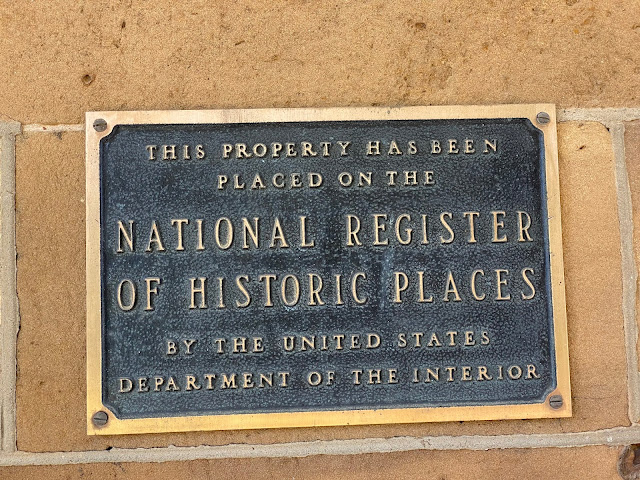 THIS PROPERTY HAS BEEN
PLACED ON THE
NATIONAL REGISTER
OF HISTORIC PLACES
BY THE UNITED STATES
DEPARTMENT OF THE INTERIOR